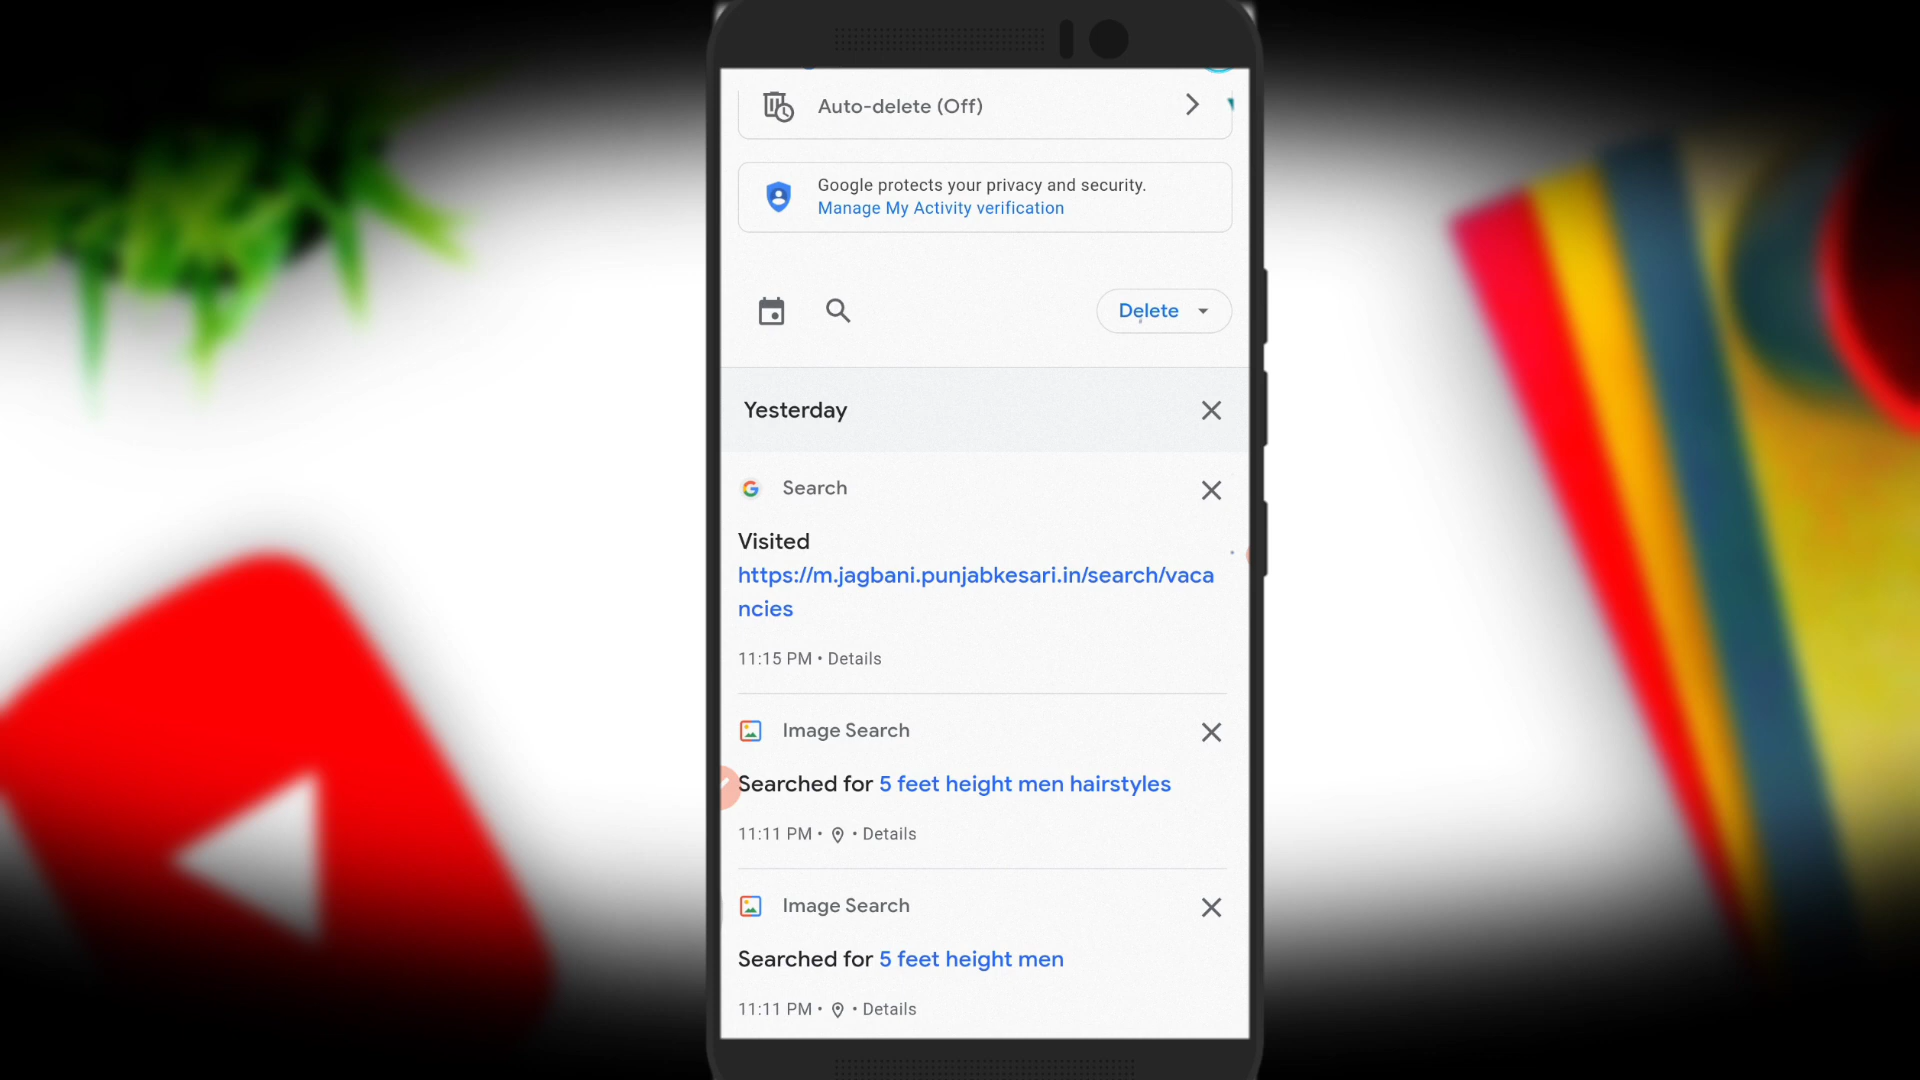 Auto-delete (Off)
Google protects your privacy and security.
Manage My Activity verification
Delete
Yesterday
Search
Visited
https://m.jagbani.punjabkesari.in/search/vaca
ncies
11:15 PM • Details
Image Search
Searched for 5 feet height men hairstyles
11:11 PM • • Details
Image Search
Searched for 5 feet height men
11:11 PM • • Details